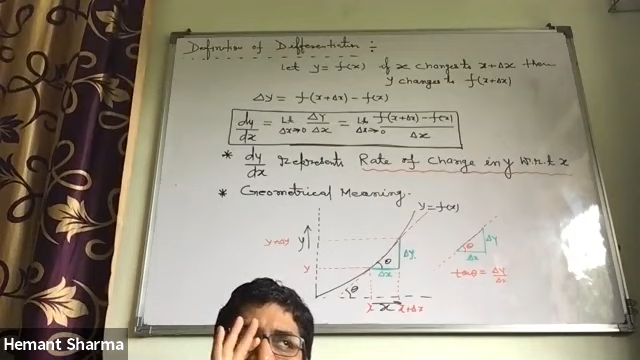 Definition of Differentiation :-
Let y = f(x) if x changes to x+Δx then
y changes to f(x+Δx)
Δy = f(x+Δx) - f(x)
dy/dx = Lt Δx→0 Δy/Δx = Lt Δx→0 f(x+Δx) - f(x)/Δx
* dy/dx represents Rate of change in y w.r.t x
* Geometrical Meaning.
y = f(x)
y+Δy
y
Δy
θ
Δx
θ
x
x
x+Δx
θ
Δy
Δx
tanθ = Δy/Δx
Hemant Sharma